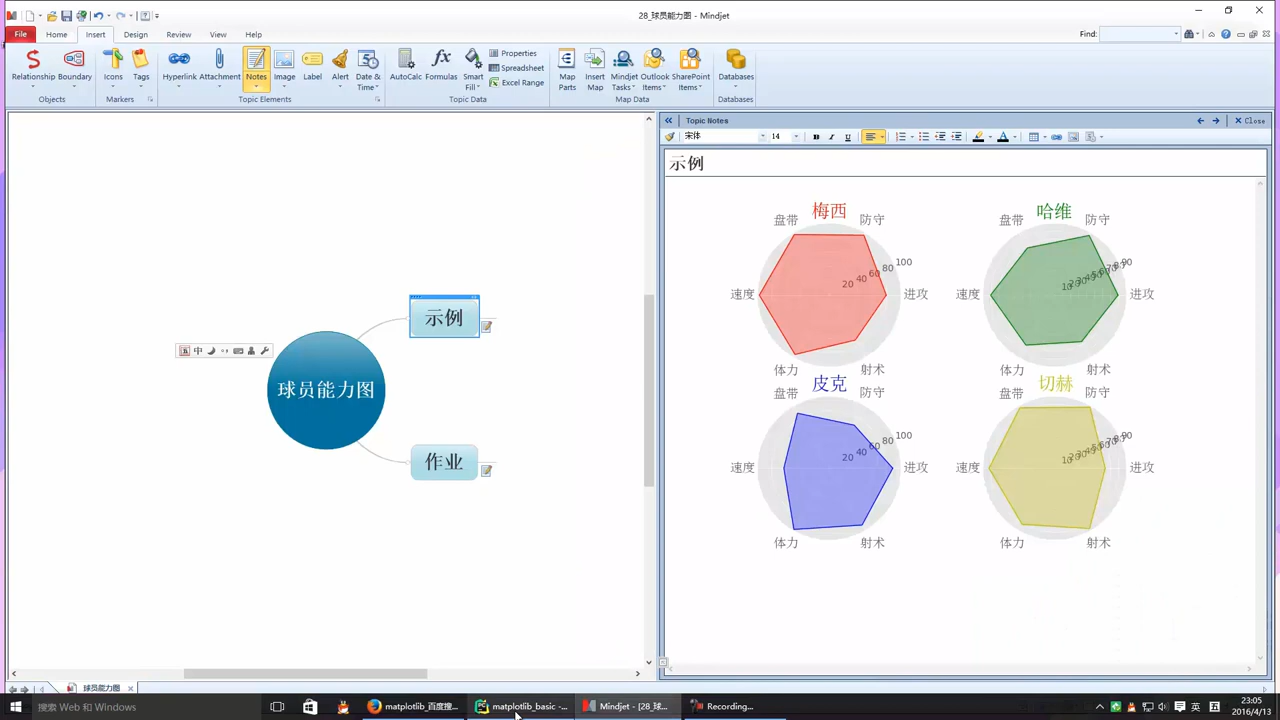 28_球员能力图 - Mindjet
File Home Insert Design Review View Help
Find:
Relationship Boundary Icons Tags Hyperlink Attachment Notes Image Label Alert Date & Time AutoCalc Formulas Smart Fill Properties Spreadsheet Excel Range Map Parts Insert Map Mindjet Tasks Outlook Items SharePoint Items Databases
Objects Markers Topic Elements Topic Data Map Data Databases
Topic Notes Close
宋体 14 B I U
示例
梅西
盘带 防守
速度 进攻
体力 射术
20 40 60 80 100
哈维
盘带 防守
速度 进攻
体力 射术
皮克
盘带 防守
速度 进攻
体力 射术
20 40 60 80 100
切赫
盘带 防守
速度 进攻
体力 射术
示例
中
球员能力图
作业
球员能力图
搜索 Web 和 Windows
matplotlib_百度搜...
matplotlib_basic -...
Mindjet - [28_球...
Recording...
英
五
23:05
2016/4/13